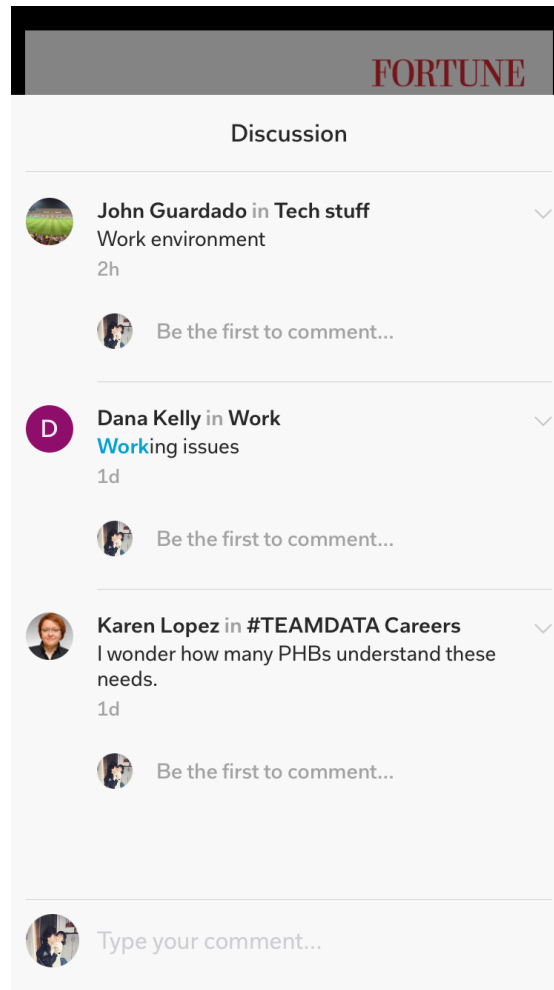 FORTUNE
Discussion
John Guardado in Tech stuff
Work environment
2h
Be the first to comment...
D
Dana Kelly in Work
Working issues
1d
Be the first to comment...
Karen Lopez in #TEAMDATA Careers
I wonder how many PHBs understand these
needs.
1d
Be the first to comment...
Type your comment...